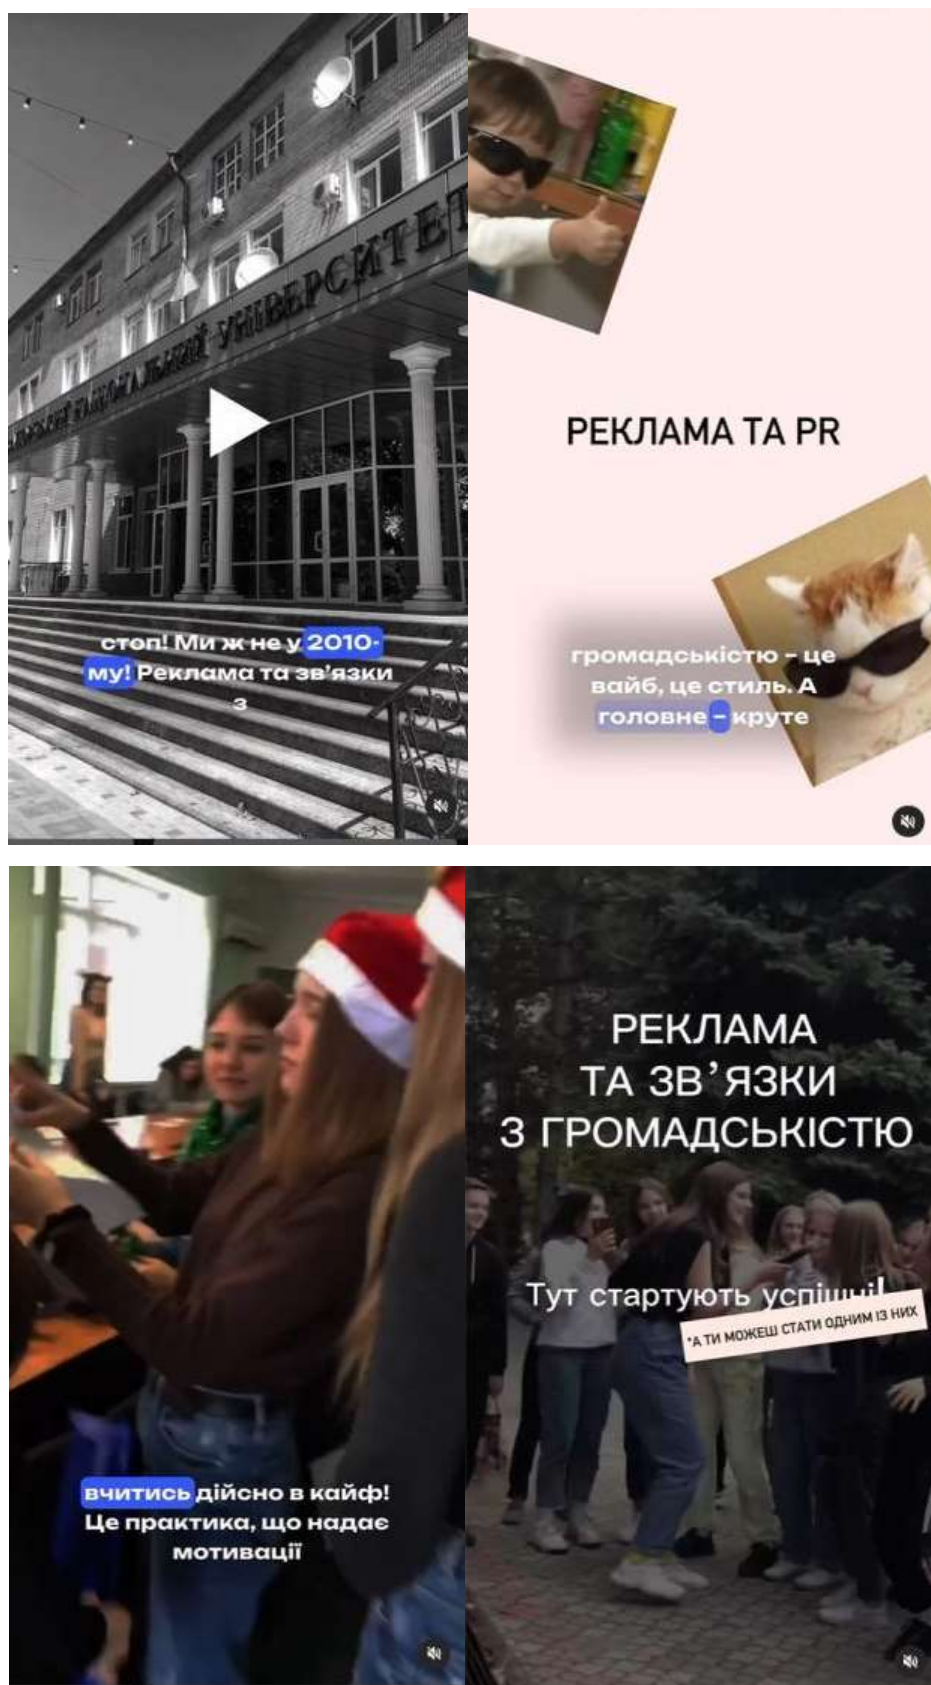 НАЦІОНАЛЬНИЙ УНІВЕРСИТЕТ
стоп! Ми ж не у 2010-
му! Реклама та зв’язки
з
РЕКЛАМА ТА PR
громадськістю – це
вайб, це стиль. А
головне – круте
вчитись дійсно в кайф!
Це практика, що надає
мотивації
РЕКЛАМА
ТА ЗВ’ЯЗКИ
З ГРОМАДСЬКІСТЮ
Тут стартують успішні!
*А ТИ МОЖЕШ СТАТИ ОДНИМ ІЗ НИХ